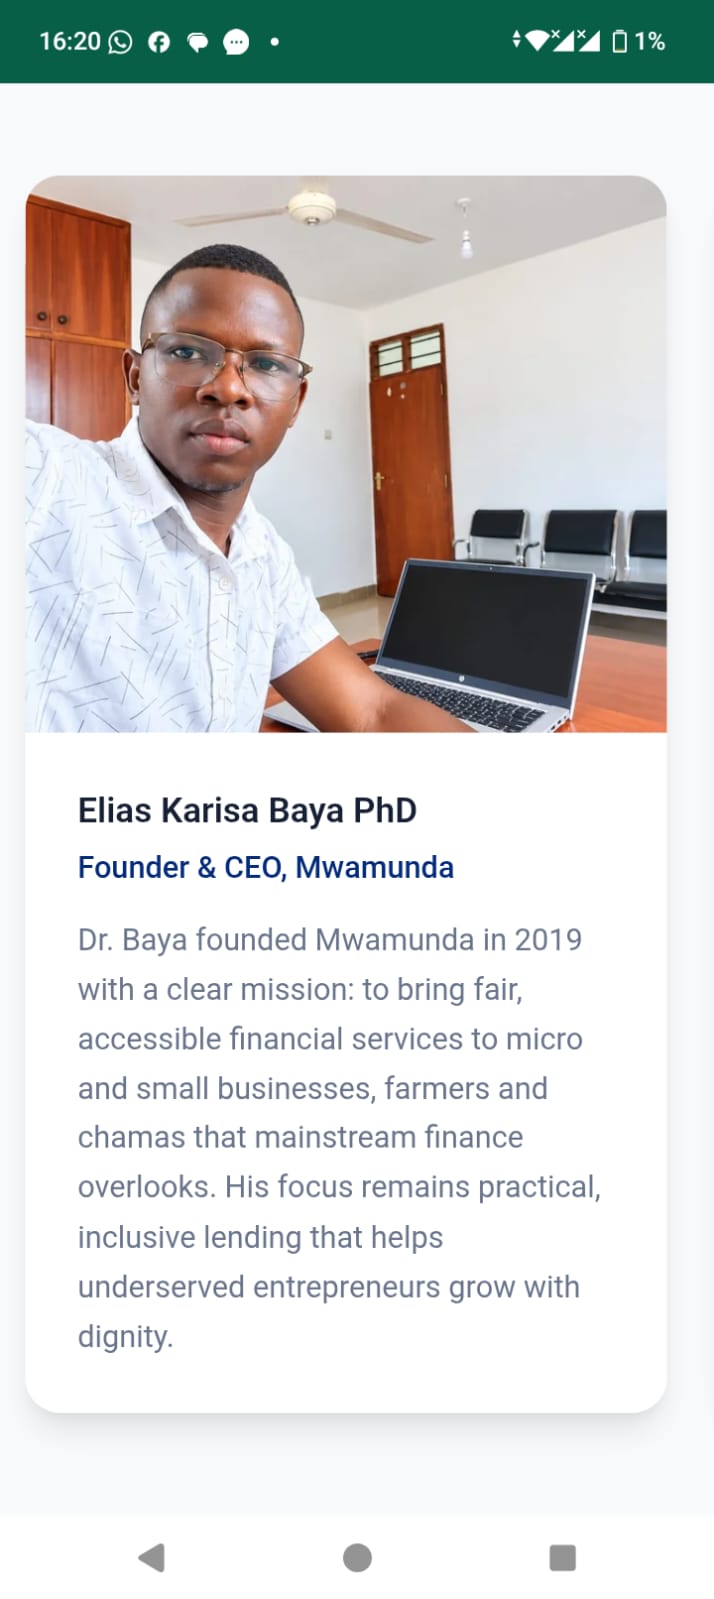 16:20 1%
Elias Karisa Baya PhD
Founder & CEO, Mwamunda
Dr. Baya founded Mwamunda in 2019
with a clear mission: to bring fair,
accessible financial services to micro
and small businesses, farmers and
chamas that mainstream finance
overlooks. His focus remains practical,
inclusive lending that helps
underserved entrepreneurs grow with
dignity.